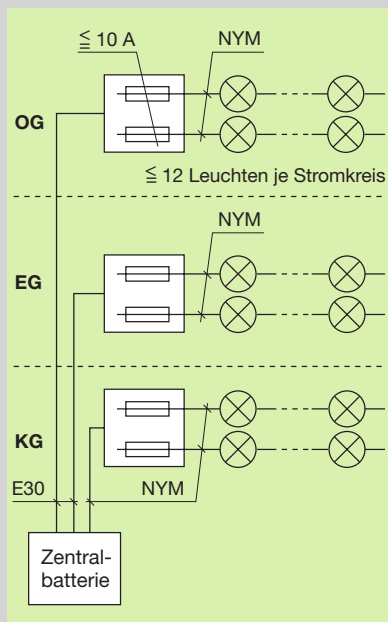 ≦ 10 A
NYM
OG
≦ 12 Leuchten je Stromkreis
NYM
EG
KG
E30
NYM
Zentral-
batterie